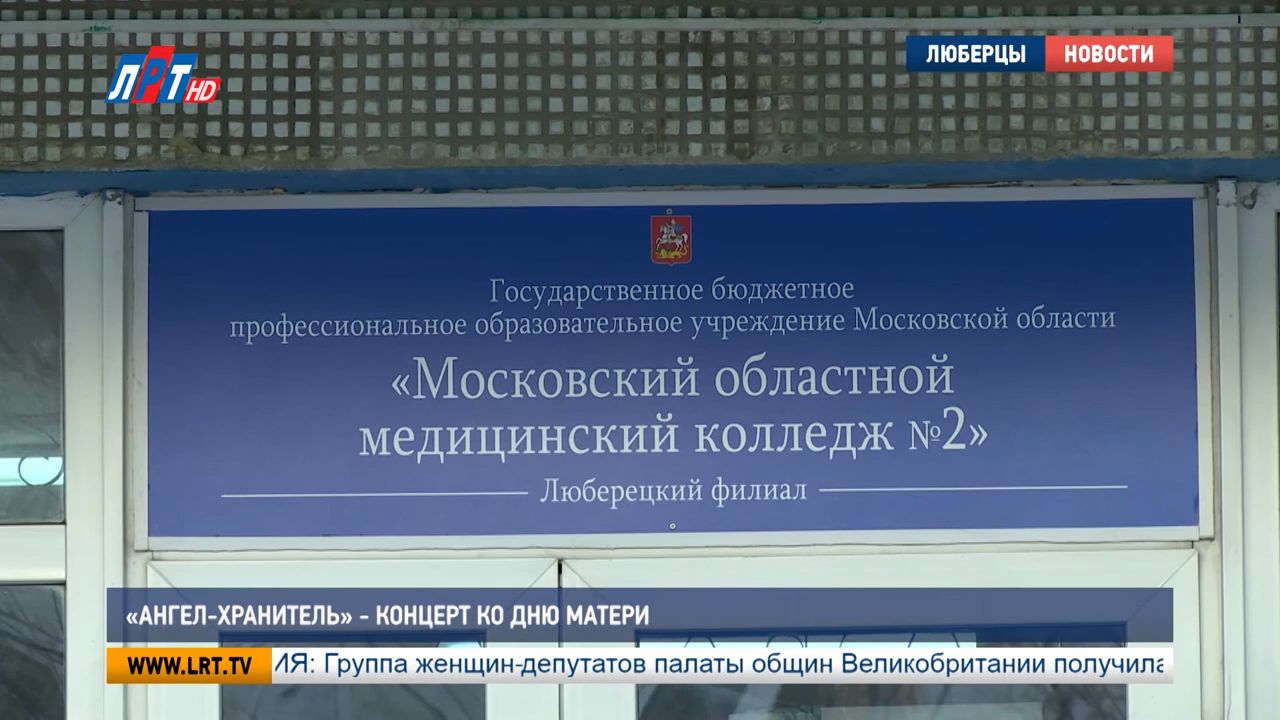 ЛРТ HD
ЛЮБЕРЦЫ НОВОСТИ
Государственное бюджетное
профессиональное образовательное учреждение Московской области
«Московский областной
медицинский колледж №2»
Люберецкий филиал
«АНГЕЛ-ХРАНИТЕЛЬ» - КОНЦЕРТ КО ДНЮ МАТЕРИ
WWW.LRT.TV ИЯ: Группа женщин-депутатов палаты общин Великобритании получила